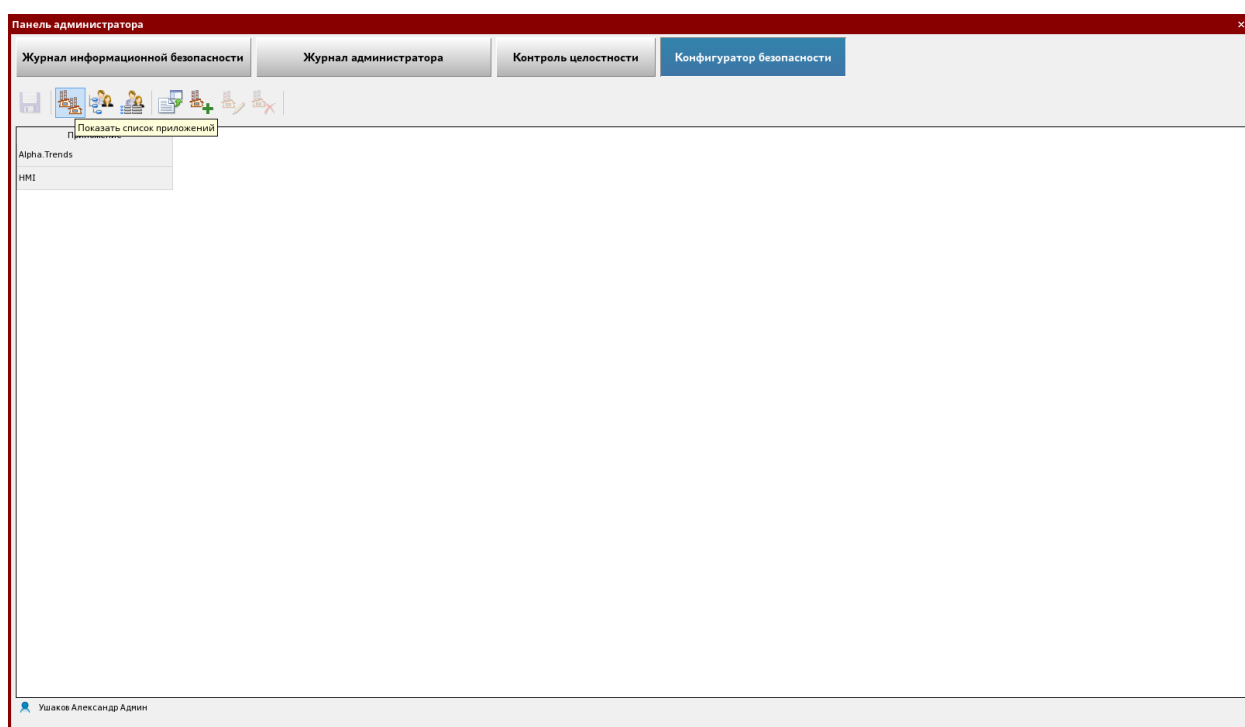 Панель администратора
×
Журнал информационной безопасности
Журнал администратора
Контроль целостности
Конфигуратор безопасности
Показать список приложений
Приложение
Alpha.Trends
HMI
Ушаков Александр Админ